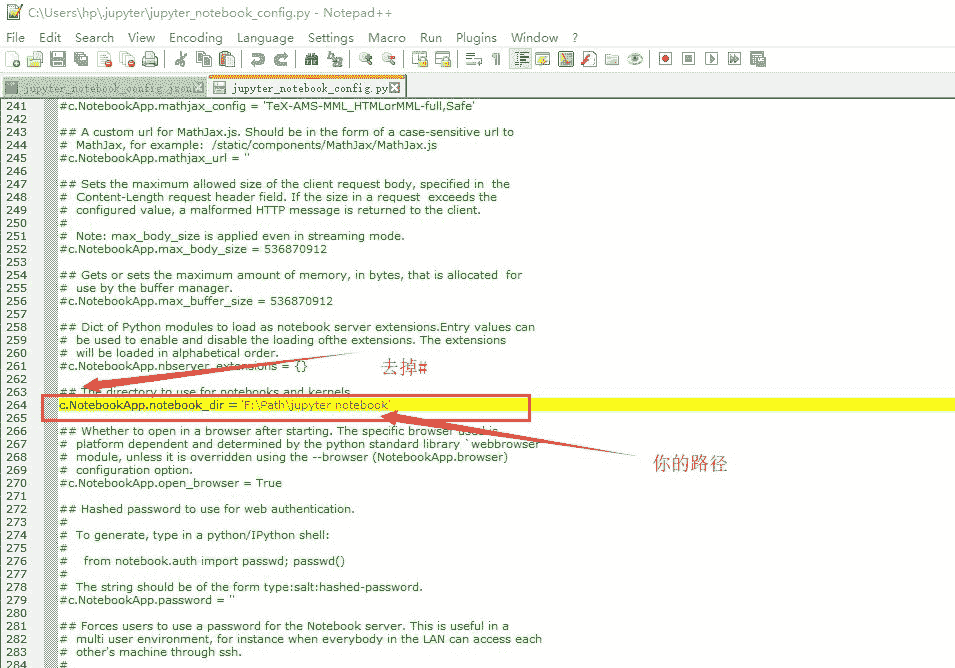 C:\Users\hp\.jupyter\jupyter_notebook_config.py - Notepad++
File Edit Search View Encoding Language Settings Macro Run Plugins Window ?
jupyter_notebook_config.json jupyter_notebook_config.py
241 #c.NotebookApp.mathjax_config = 'TeX-AMS-MML_HTMLorMML-full,Safe'
242
243 ## A custom url for MathJax.js. Should be in the form of a case-sensitive url to
244 #  MathJax, for example:  /static/components/MathJax/MathJax.js
245 #c.NotebookApp.mathjax_url = ''
246
247 ## Sets the maximum allowed size of the client request body, specified in  the
248 #  Content-Length request header field. If the size in a request  exceeds the
249 #  configured value, a malformed HTTP message is returned to the client.
250 #
251 #  Note: max_body_size is applied even in streaming mode.
252 #c.NotebookApp.max_body_size = 536870912
253
254 ## Gets or sets the maximum amount of memory, in bytes, that is allocated  for
255 #  use by the buffer manager.
256 #c.NotebookApp.max_buffer_size = 536870912
257
258 ## Dict of Python modules to load as notebook server extensions.Entry values can
259 #  be used to enable and disable the loading ofthe extensions. The extensions
260 #  will be loaded in alphabetical order.
261 #c.NotebookApp.nbserver_extensions = {}
去掉#
262
263 ## The directory to use for notebooks and kernels.
264 c.NotebookApp.notebook_dir = 'F:\Path\jupyter notebook'
265
266 ## Whether to open in a browser after starting. The specific browser used is
267 #  platform dependent and determined by the python standard library `webbrowser`
268 #  module, unless it is overridden using the --browser (NotebookApp.browser)
你的路径
269 #  configuration option.
270 #c.NotebookApp.open_browser = True
271
272 ## Hashed password to use for web authentication.
273 #
274 #  To generate, type in a python/IPython shell:
275 #
276 #    from notebook.auth import passwd; passwd()
277 #
278 #  The string should be of the form type:salt:hashed-password.
279 #c.NotebookApp.password = ''
280
281 ## Forces users to use a password for the Notebook server. This is useful in a
282 #  multi user environment, for instance when everybody in the LAN can access each
283 #  other's machine through ssh.
284 #